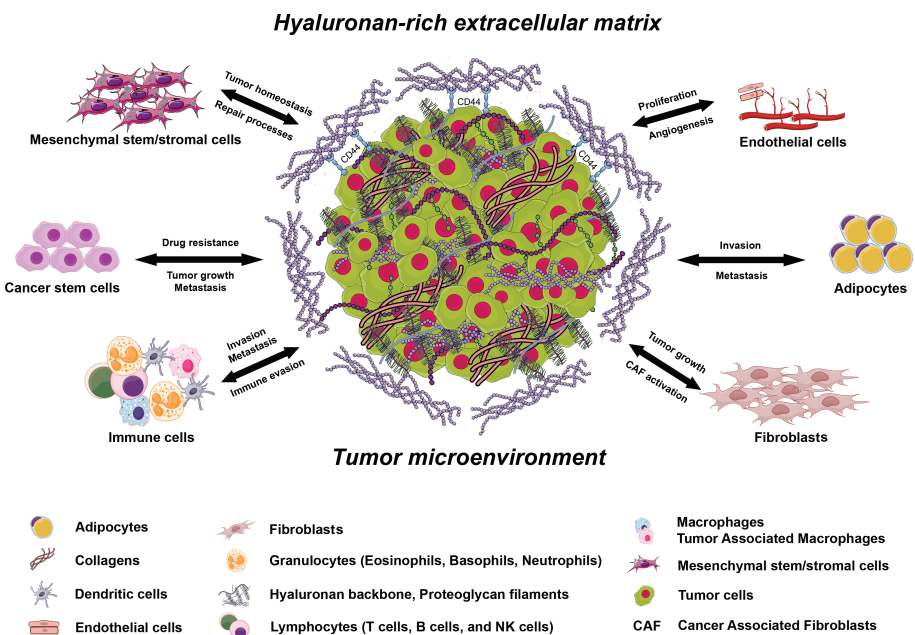 Hyaluronan-rich extracellular matrix
Tumor homeostasis
Repair processes
Mesenchymal stem/stromal cells
CD44
CD44
CD44
Proliferation
Angiogenesis
Endothelial cells
Drug resistance
Tumor growth
Metastasis
Cancer stem cells
Invasion
Metastasis
Adipocytes
Invasion
Metastasis
Immune evasion
Immune cells
Tumor growth
CAF activation
Fibroblasts
Tumor microenvironment
Adipocytes
Collagens
Dendritic cells
Endothelial cells
Fibroblasts
Granulocytes (Eosinophils, Basophils, Neutrophils)
Hyaluronan backbone, Proteoglycan filaments
Lymphocytes (T cells, B cells, and NK cells)
Macrophages
Tumor Associated Macrophages
Mesenchymal stem/stromal cells
Tumor cells
CAF Cancer Associated Fibroblasts